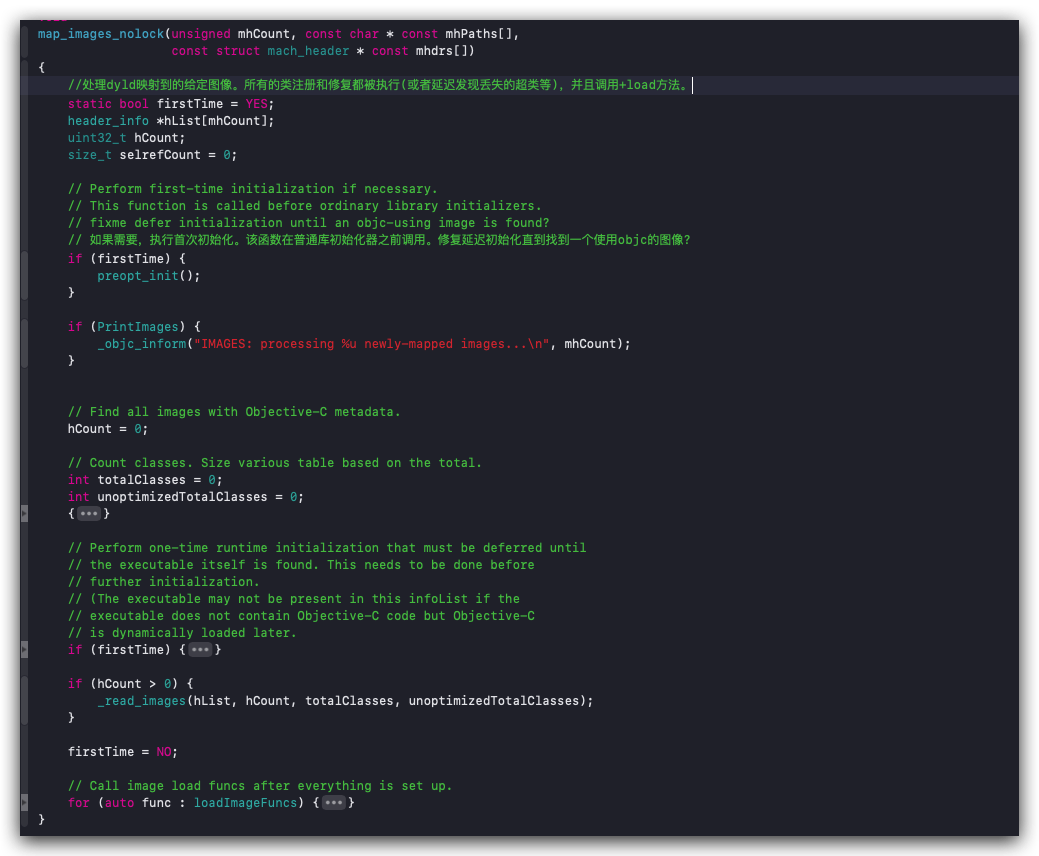 map_images_nolock(unsigned mhCount, const char * const mhPaths[],
                  const struct mach_header * const mhdrs[])
{
    //处理dyld映射到的给定图像。所有的类注册和修复都被执行(或者延迟发现丢失的超类等)，并且调用+load方法。
    static bool firstTime = YES;
    header_info *hList[mhCount];
    uint32_t hCount;
    size_t selrefCount = 0;

    // Perform first-time initialization if necessary.
    // This function is called before ordinary library initializers.
    // fixme defer initialization until an objc-using image is found?
    // 如果需要，执行首次初始化。该函数在普通库初始化器之前调用。修复延迟初始化直到找到一个使用objc的图像?
    if (firstTime) {
        preopt_init();
    }

    if (PrintImages) {
        _objc_inform("IMAGES: processing %u newly-mapped images...\n", mhCount);
    }


    // Find all images with Objective-C metadata.
    hCount = 0;

    // Count classes. Size various table based on the total.
    int totalClasses = 0;
    int unoptimizedTotalClasses = 0;
    {•••}

    // Perform one-time runtime initialization that must be deferred until
    // the executable itself is found. This needs to be done before
    // further initialization.
    // (The executable may not be present in this infoList if the
    // executable does not contain Objective-C code but Objective-C
    // is dynamically loaded later.
    if (firstTime) {•••}

    if (hCount > 0) {
        _read_images(hList, hCount, totalClasses, unoptimizedTotalClasses);
    }

    firstTime = NO;

    // Call image load funcs after everything is set up.
    for (auto func : loadImageFuncs) {•••}
}